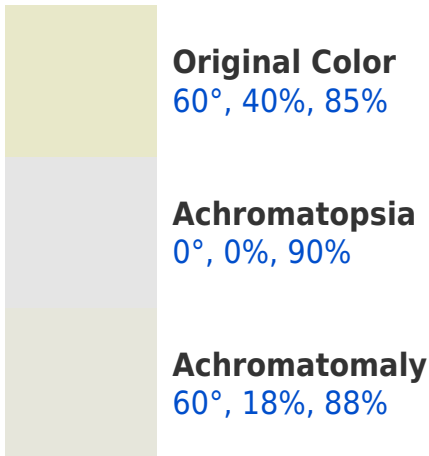 Original Color
60°, 40%, 85%
Achromatopsia
0°, 0%, 90%
Achromatomaly
60°, 18%, 88%